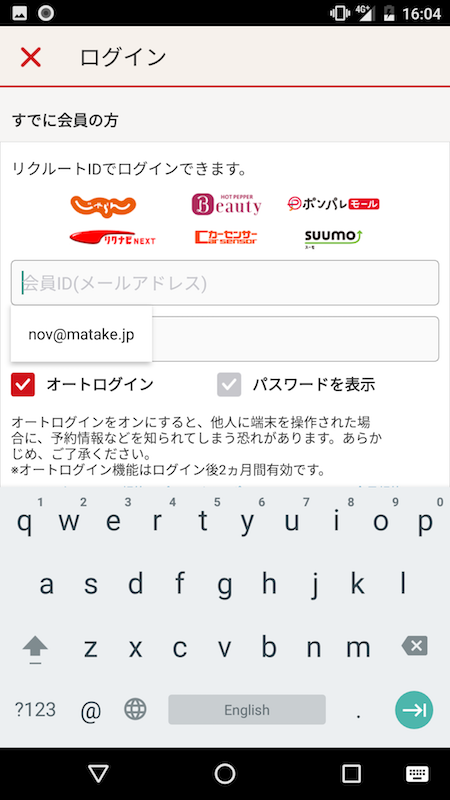 4G 16:04
ログイン
すでに会員の方
リクルートIDでログインできます。
じゃらん HOT PEPPER Beauty ポンパレモール
リクナビNEXT カーセンサー Carsensor SUUMO スーモ
会員ID(メールアドレス)
nov@matake.jp
オートログイン パスワードを表示
オートログインをオンにすると、他人に端末を操作された場
合に、予約情報などを知られてしまう恐れがあります。あらか
じめ、ご了承ください。
※オートログイン機能はログイン後2ヵ月間有効です。
1 2 3 4 5 6 7 8 9 0
q w e r t y u i o p
a s d f g h j k l
z x c v b n m
?123 @ English .